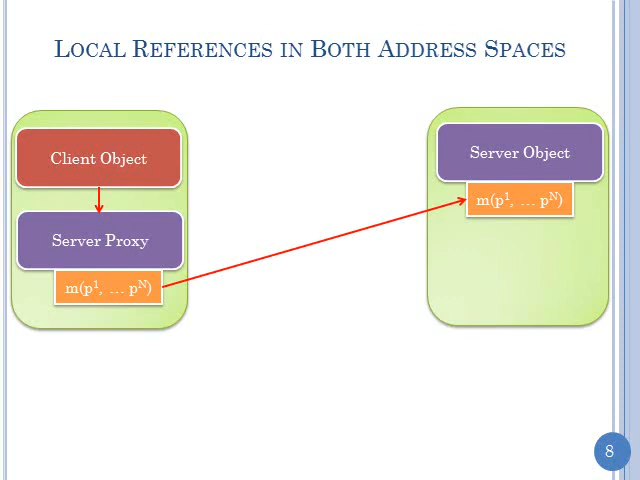 LOCAL REFERENCES IN BOTH ADDRESS SPACES
Client Object
Server Proxy
m(p¹, … pᴺ)
Server Object
m(p¹, … pᴺ)
8